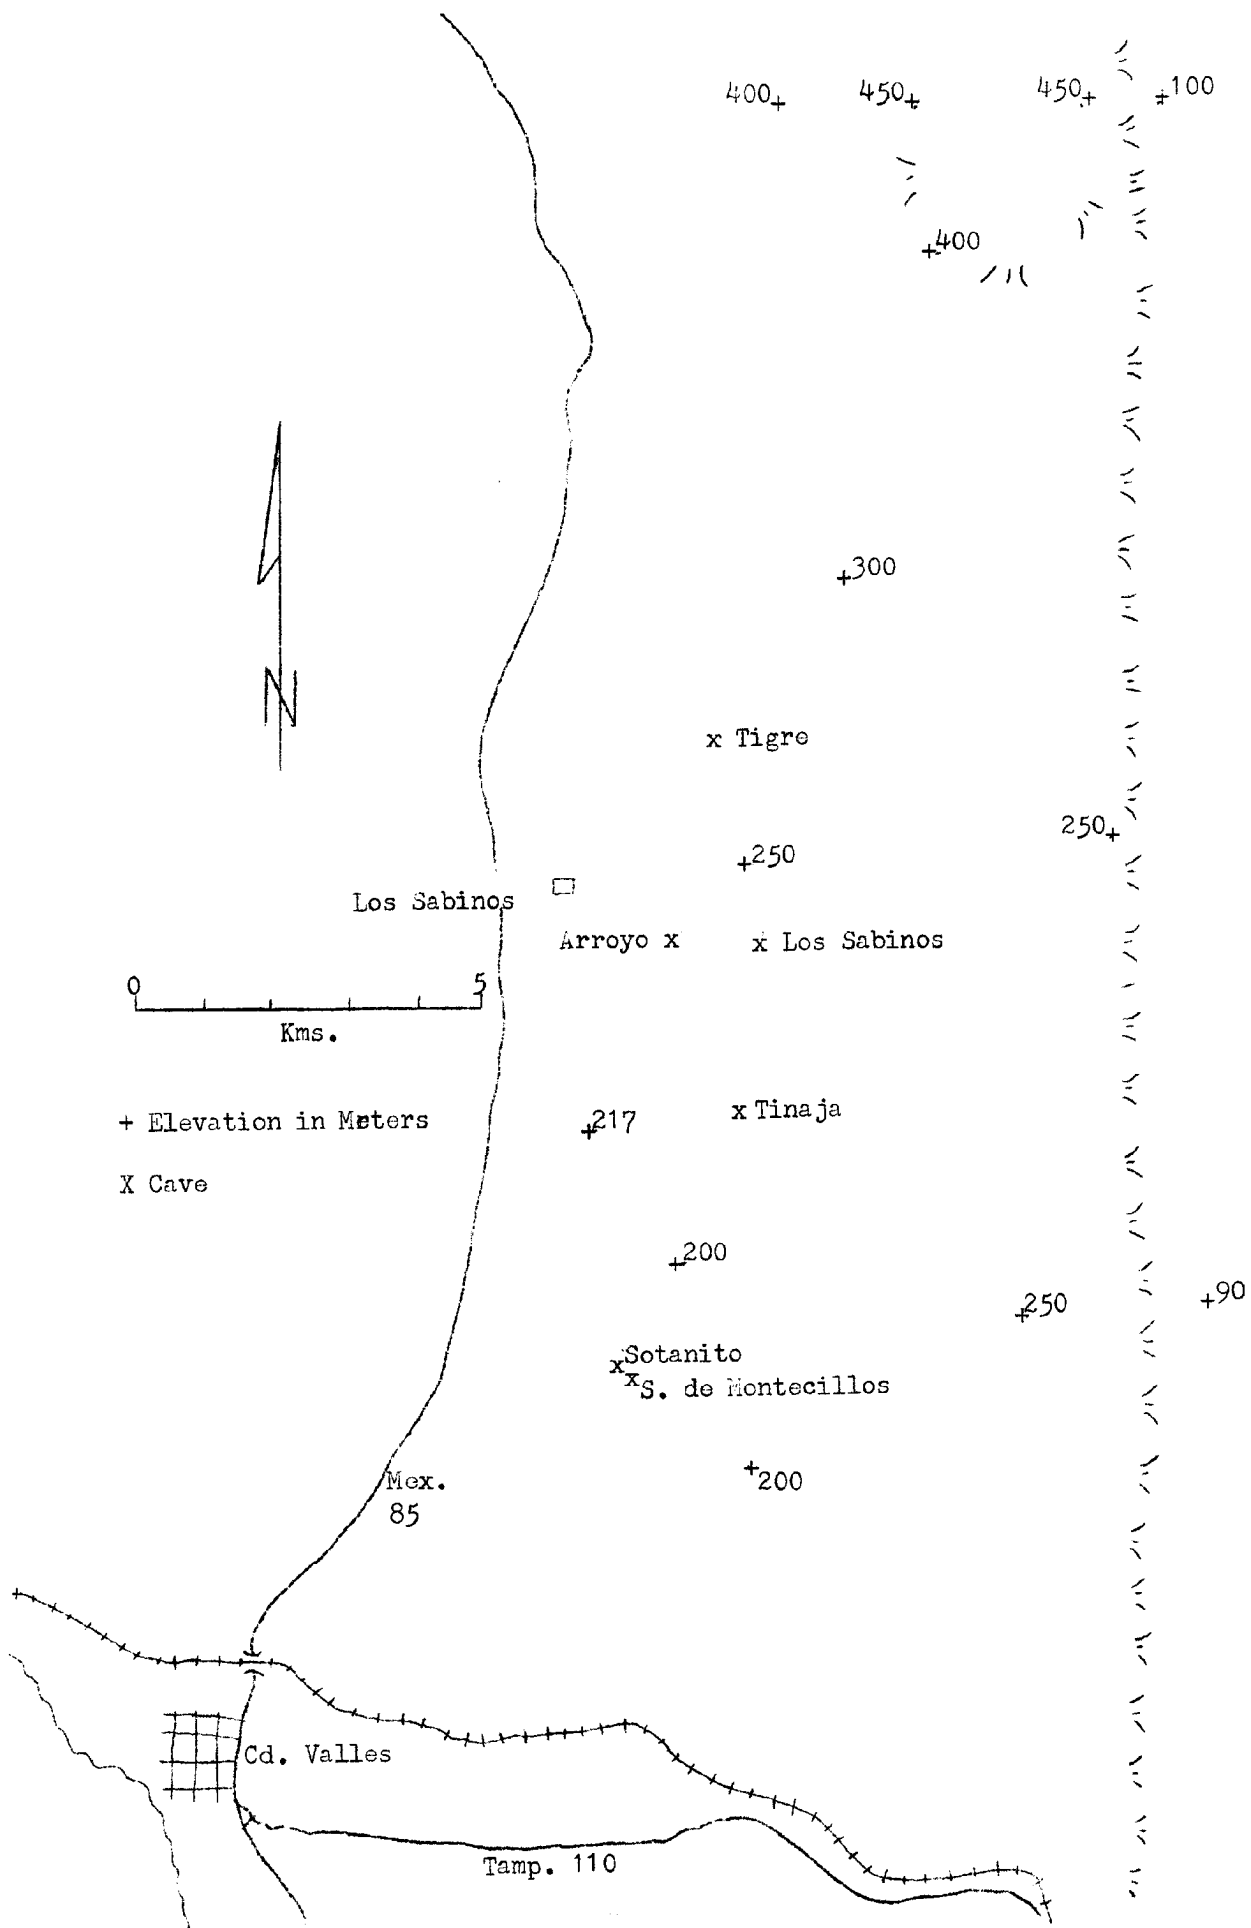 400+ 450+ 450+ +100
+400
+300
N
x Tigre
250+
+250
Los Sabinos
Arroyo x x Los Sabinos
0 5
Kms.
+ Elevation in Meters
+217
x Tinaja
X Cave
+200
+250 +90
xSotanito
xS. de Montecillos
Mex.
85
+200
Cd. Valles
Tamp. 110